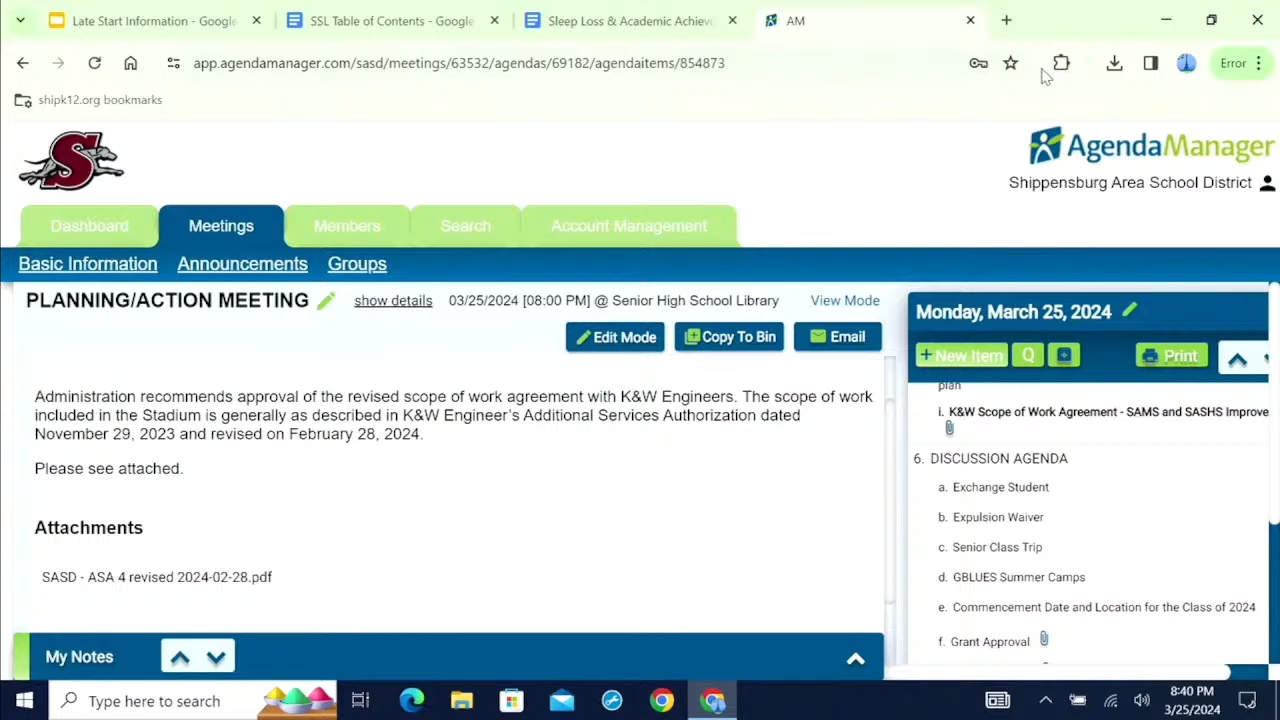 Late Start Information - Google
SSL Table of Contents - Google
Sleep Loss & Academic Achieve
AM
app.agendamanager.com/sasd/meetings/63532/agendas/69182/agendaitems/854873
Error
shipk12.org bookmarks
S
AgendaManager
Shippensburg Area School District
Dashboard
Meetings
Members
Search
Account Management
Basic Information
Announcements
Groups
PLANNING/ACTION MEETING
show details
03/25/2024 [08:00 PM] @ Senior High School Library
View Mode
Edit Mode
Copy To Bin
Email
Administration recommends approval of the revised scope of work agreement with K&W Engineers. The scope of work
included in the Stadium is generally as described in K&W Engineer's Additional Services Authorization dated
November 29, 2023 and revised on February 28, 2024.
Please see attached.
Attachments
SASD - ASA 4 revised 2024-02-28.pdf
My Notes
Monday, March 25, 2024
+ New Item
Q
Print
plan
i. K&W Scope of Work Agreement - SAMS and SASHS Improve
6. DISCUSSION AGENDA
a. Exchange Student
b. Expulsion Waiver
c. Senior Class Trip
d. GBLUES Summer Camps
e. Commencement Date and Location for the Class of 2024
f. Grant Approval
Type here to search
8:40 PM
3/25/2024